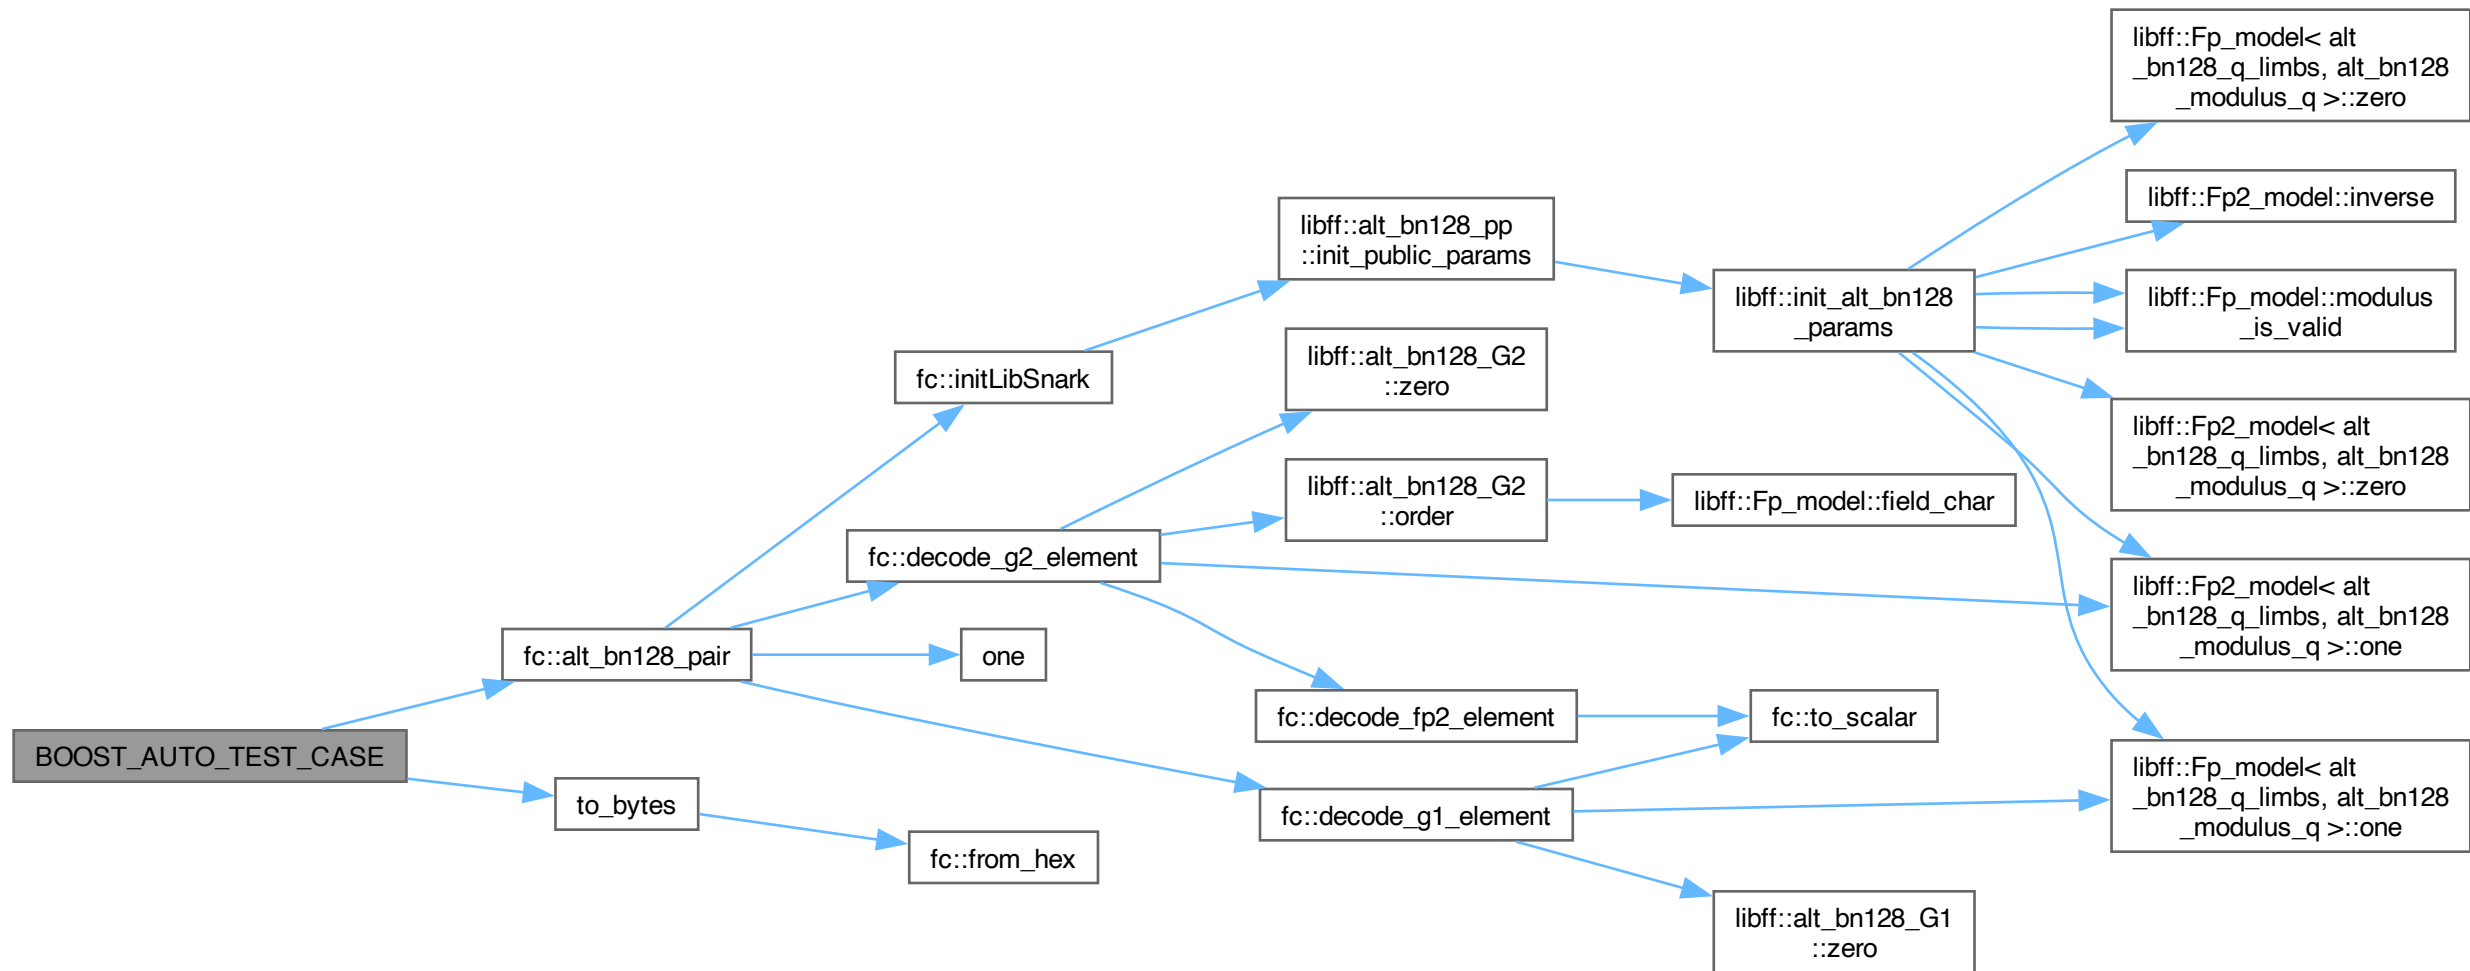 BOOST_AUTO_TEST_CASE
fc::alt_bn128_pair
to_bytes
fc::initLibSnark
fc::decode_g2_element
one
fc::from_hex
libff::alt_bn128_pp
::init_public_params
libff::alt_bn128_G2
::zero
libff::alt_bn128_G2
::order
fc::decode_fp2_element
fc::decode_g1_element
libff::init_alt_bn128
_params
libff::Fp_model::field_char
fc::to_scalar
libff::alt_bn128_G1
::zero
libff::Fp_model< alt
_bn128_q_limbs, alt_bn128
_modulus_q >::zero
libff::Fp2_model::inverse
libff::Fp_model::modulus
_is_valid
libff::Fp2_model< alt
_bn128_q_limbs, alt_bn128
_modulus_q >::zero
libff::Fp2_model< alt
_bn128_q_limbs, alt_bn128
_modulus_q >::one
libff::Fp_model< alt
_bn128_q_limbs, alt_bn128
_modulus_q >::one